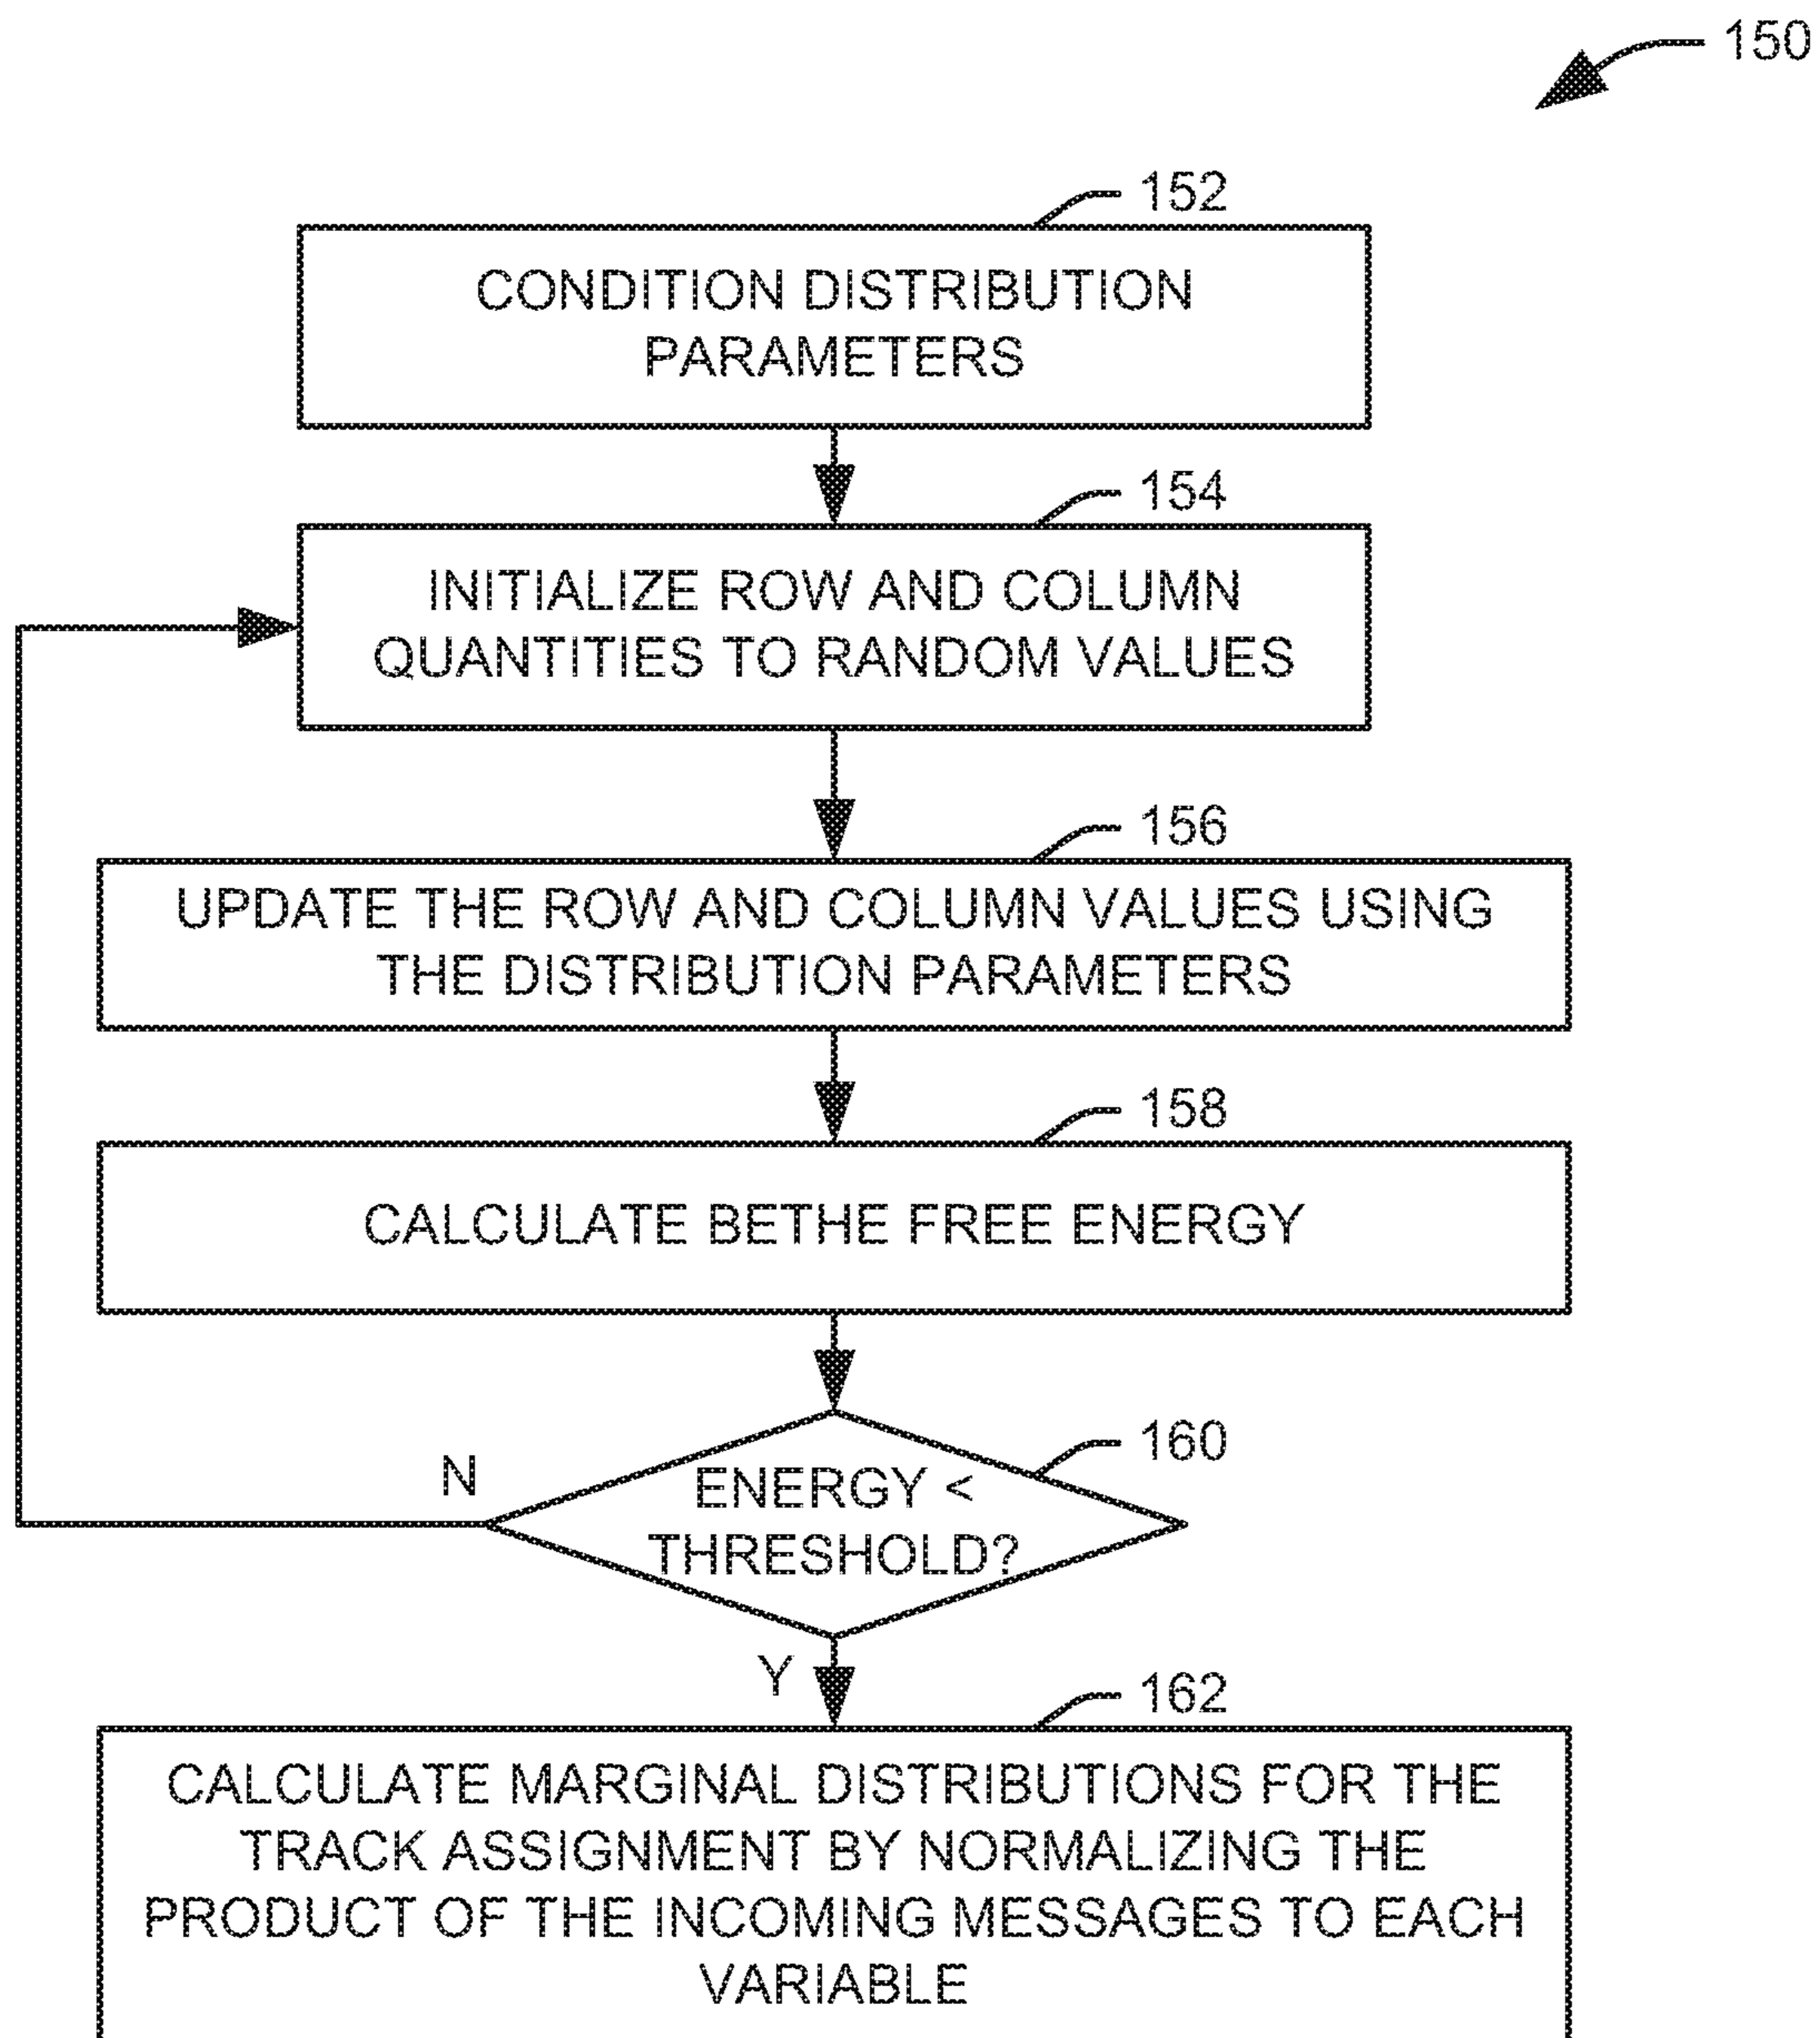 150
152
CONDITION DISTRIBUTION
PARAMETERS
154
INITIALIZE ROW AND COLUMN
QUANTITIES TO RANDOM VALUES
156
UPDATE THE ROW AND COLUMN VALUES USING
THE DISTRIBUTION PARAMETERS
158
CALCULATE BETHE FREE ENERGY
160
N
ENERGY <
THRESHOLD?
Y
162
CALCULATE MARGINAL DISTRIBUTIONS FOR THE
TRACK ASSIGNMENT BY NORMALIZING THE
PRODUCT OF THE INCOMING MESSAGES TO EACH
VARIABLE